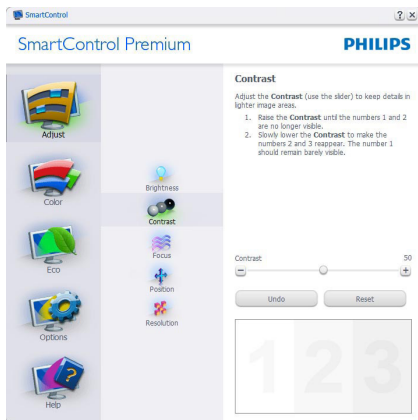 SmartControl
SmartControl Premium
PHILIPS
Adjust
Color
Eco
Options
Help
Brightness
Contrast
Focus
Position
Resolution
Contrast
Adjust the Contrast (use the slider) to keep details in
lighter image areas.
1. Raise the Contrast until the numbers 1 and 2
are no longer visible.
2. Slowly lower the Contrast to make the
numbers 2 and 3 reappear. The number 1
should remain barely visible.
Contrast 50
Undo Reset
1 2 3